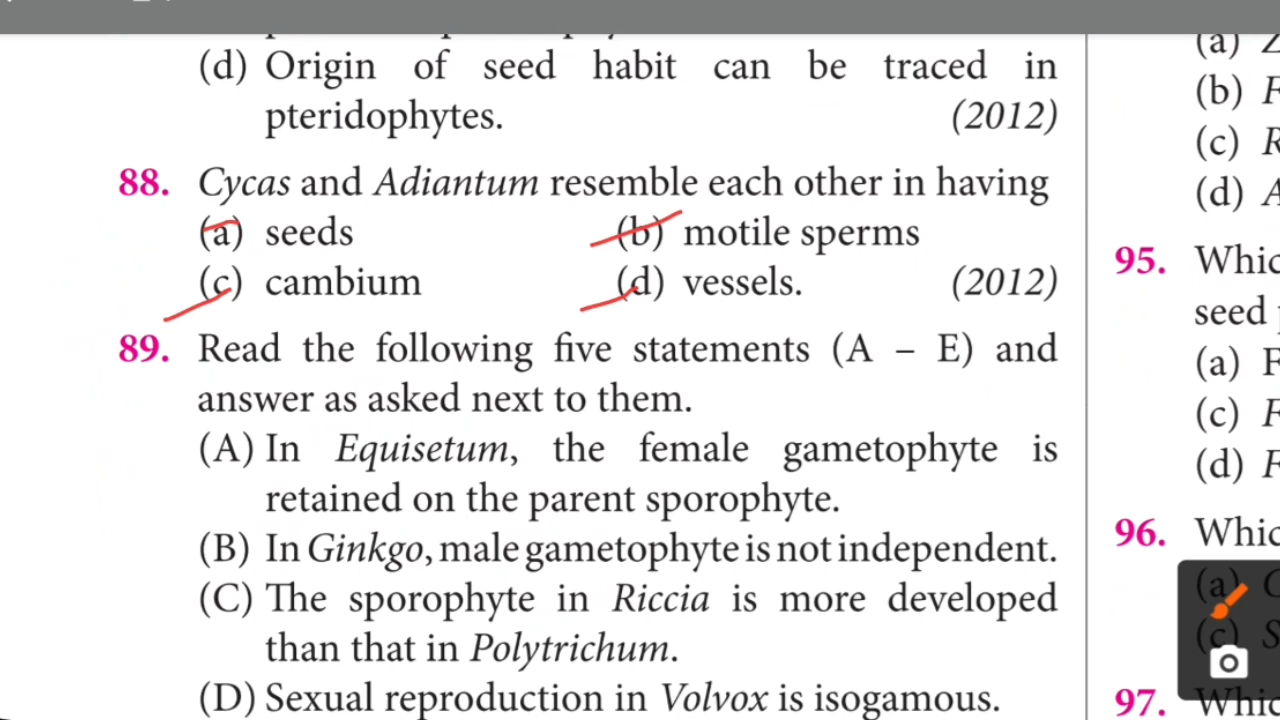 (d) Origin of seed habit can be traced in
pteridophytes. (2012)
88. Cycas and Adiantum resemble each other in having
(a) seeds (b) motile sperms
(c) cambium (d) vessels. (2012)
89. Read the following five statements (A – E) and
answer as asked next to them.
(A) In Equisetum, the female gametophyte is
retained on the parent sporophyte.
(B) In Ginkgo, male gametophyte is not independent.
(C) The sporophyte in Riccia is more developed
than that in Polytrichum.
(D) Sexual reproduction in Volvox is isogamous.
(a)
(b)
(c)
(d)
95.
seed
(a)
(c)
(d)
96.
(a)
(c)
97.